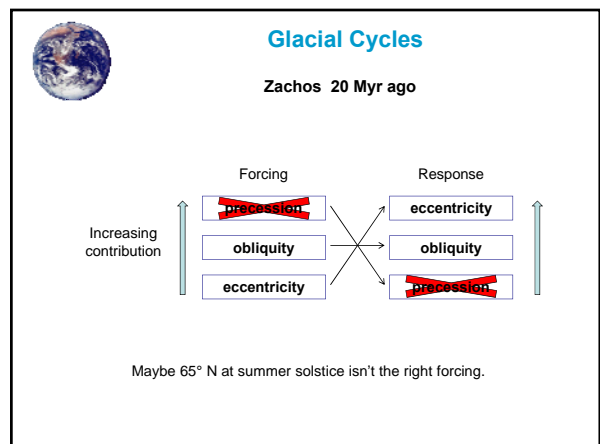 Glacial Cycles
Zachos 20 Myr ago
Forcing
Response
Increasing
contribution
precession
obliquity
eccentricity
eccentricity
obliquity
precession
Maybe 65° N at summer solstice isn't the right forcing.